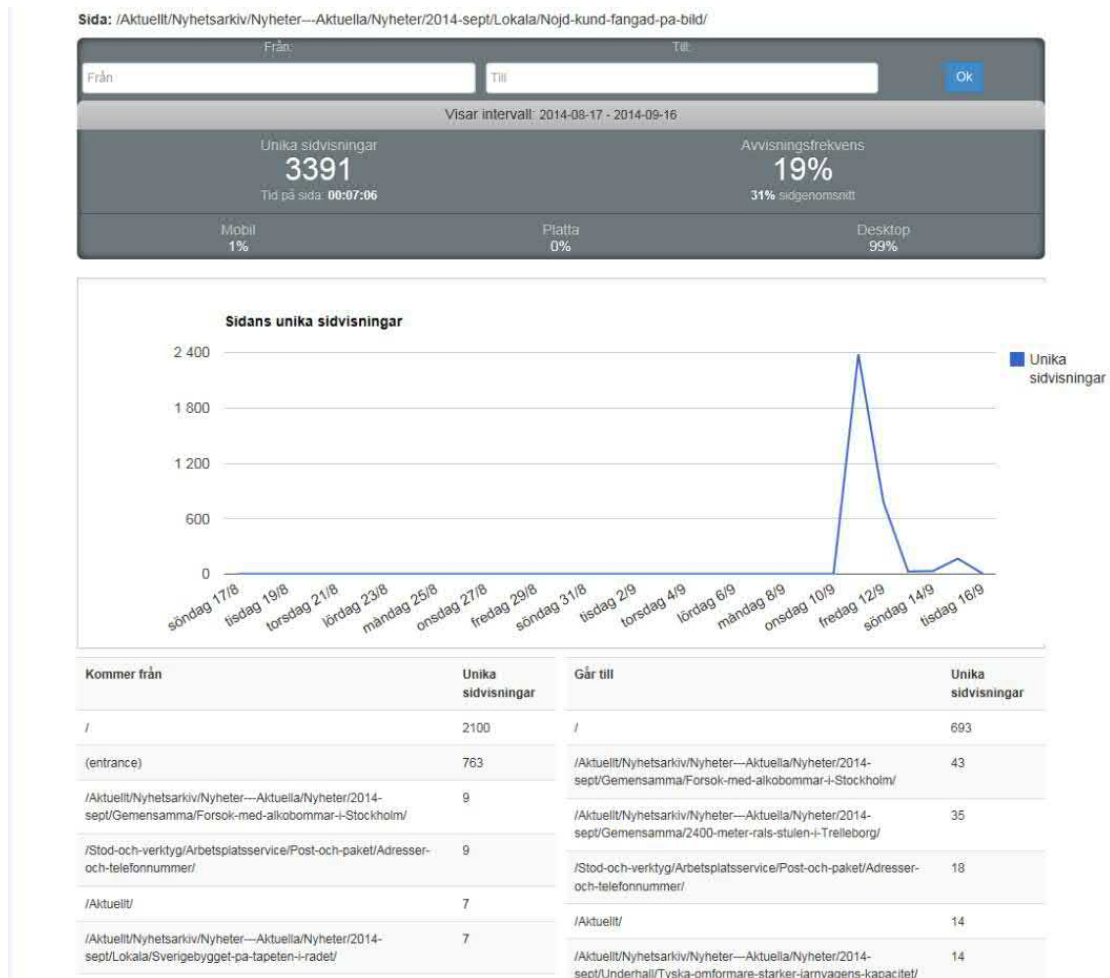 Sida: /Aktuellt/Nyhetsarkiv/Nyheter---Aktuella/Nyheter/2014-sept/Lokala/Nojd-kund-fangad-pa-bild/
Från: Till:
Från Till Ok
Visar intervall: 2014-08-17 - 2014-09-16
Unika sidvisningar Avvisningsfrekvens
3391 19%
Tid på sida: 00:07:06 31% sidgenomsnitt
Mobil Platta Desktop
1% 0% 99%
Sidans unika sidvisningar
2 400
1 800
1 200
600
0
Unika
sidvisningar
söndag 17/8 tisdag 19/8 torsdag 21/8 lördag 23/8 måndag 25/8 onsdag 27/8 fredag 29/8 söndag 31/8 tisdag 2/9 torsdag 4/9 lördag 6/9 måndag 8/9 onsdag 10/9 fredag 12/9 söndag 14/9 tisdag 16/9
Kommer från Unika
sidvisningar
/ 2100
(entrance) 763
/Aktuellt/Nyhetsarkiv/Nyheter---Aktuella/Nyheter/2014- 9
sept/Gemensamma/Forsok-med-alkobommar-i-Stockholm/
/Stod-och-verktyg/Arbetsplatsservice/Post-och-paket/Adresser- 9
och-telefonnummer/
/Aktuellt/ 7
/Aktuellt/Nyhetsarkiv/Nyheter---Aktuella/Nyheter/2014- 7
sept/Lokala/Sverigebygget-pa-tapeten-i-radet/
Går till Unika
sidvisningar
/ 693
/Aktuellt/Nyhetsarkiv/Nyheter---Aktuella/Nyheter/2014- 43
sept/Gemensamma/Forsok-med-alkobommar-i-Stockholm/
/Aktuellt/Nyhetsarkiv/Nyheter---Aktuella/Nyheter/2014- 35
sept/Gemensamma/2400-meter-rals-stulen-i-Trelleborg/
/Stod-och-verktyg/Arbetsplatsservice/Post-och-paket/Adresser- 18
och-telefonnummer/
/Aktuellt/ 14
/Aktuellt/Nyhetsarkiv/Nyheter---Aktuella/Nyheter/2014- 14
sept/Underhall/Tyska-omformare-starker-jarnvagens-kapacitet/